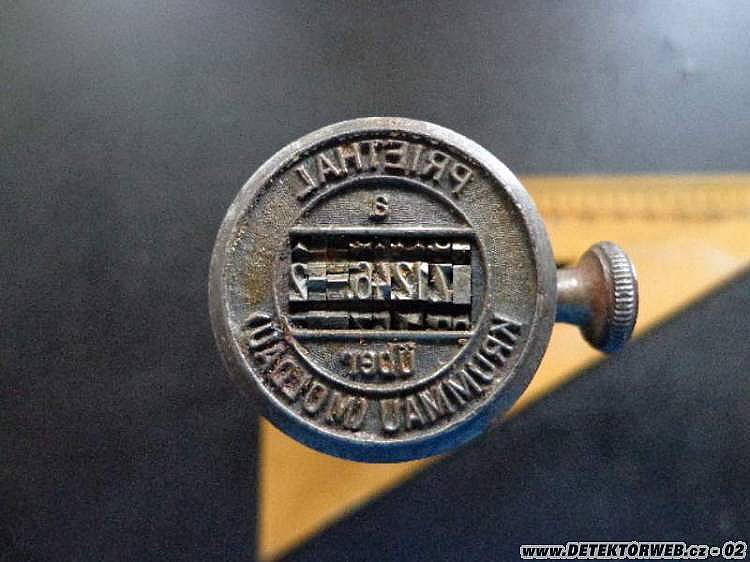 PRIETHAL
über
KRUMMAU (MOLDAU)
www.DETEKTORWEB.cz - 02